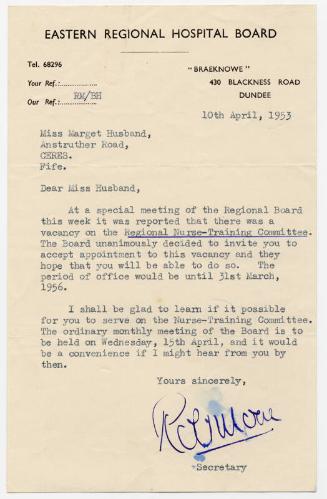 EASTERN REGIONAL HOSPITAL BOARD
Tel. 68296
"BRAEKNOWE"
Your Ref.:
430 BLACKNESS ROAD
Our Ref.: RM/BH
DUNDEE
10th April, 1953
Miss Marget Husband,
Anstruther Road,
CERES.
Fife.
Dear Miss Husband,
At a special meeting of the Regional Board
this week it was reported that there was a
vacancy on the Regional Nurse-Training Committee.
The Board unanimously decided to invite you to
accept appointment to this vacancy and they
hope that you will be able to do so. The
period of office would be until 31st March,
1956.
I shall be glad to learn if it possible
for you to serve on the Nurse-Training Committee.
The ordinary monthly meeting of the Board is to
be held on Wednesday, 15th April, and it would
be a convenience if I might hear from you by
then.
Yours sincerely,
Secretary